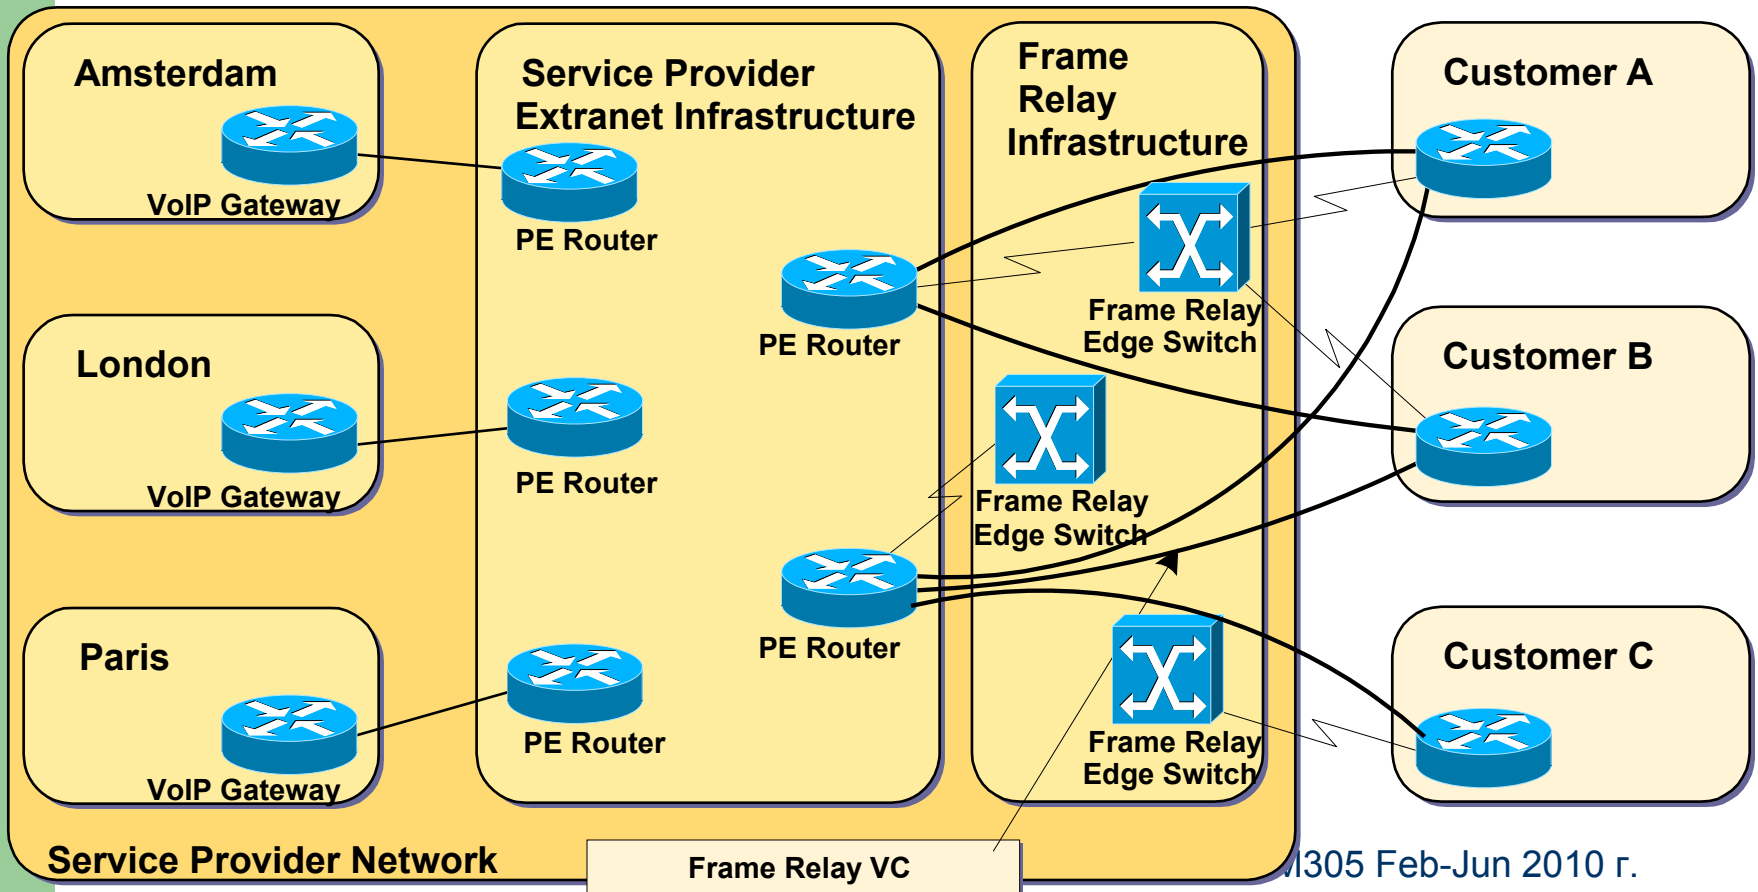 Amsterdam
VoIP Gateway
London
VoIP Gateway
Paris
VoIP Gateway
Service Provider
Extranet Infrastructure
PE Router
PE Router
PE Router
PE Router
PE Router
Frame
Relay
Infrastructure
Frame Relay
Edge Switch
Frame Relay
Edge Switch
Frame Relay
Edge Switch
Customer A
Customer B
Customer C
Service Provider Network
Frame Relay VC
305 Feb-Jun 2010 г.